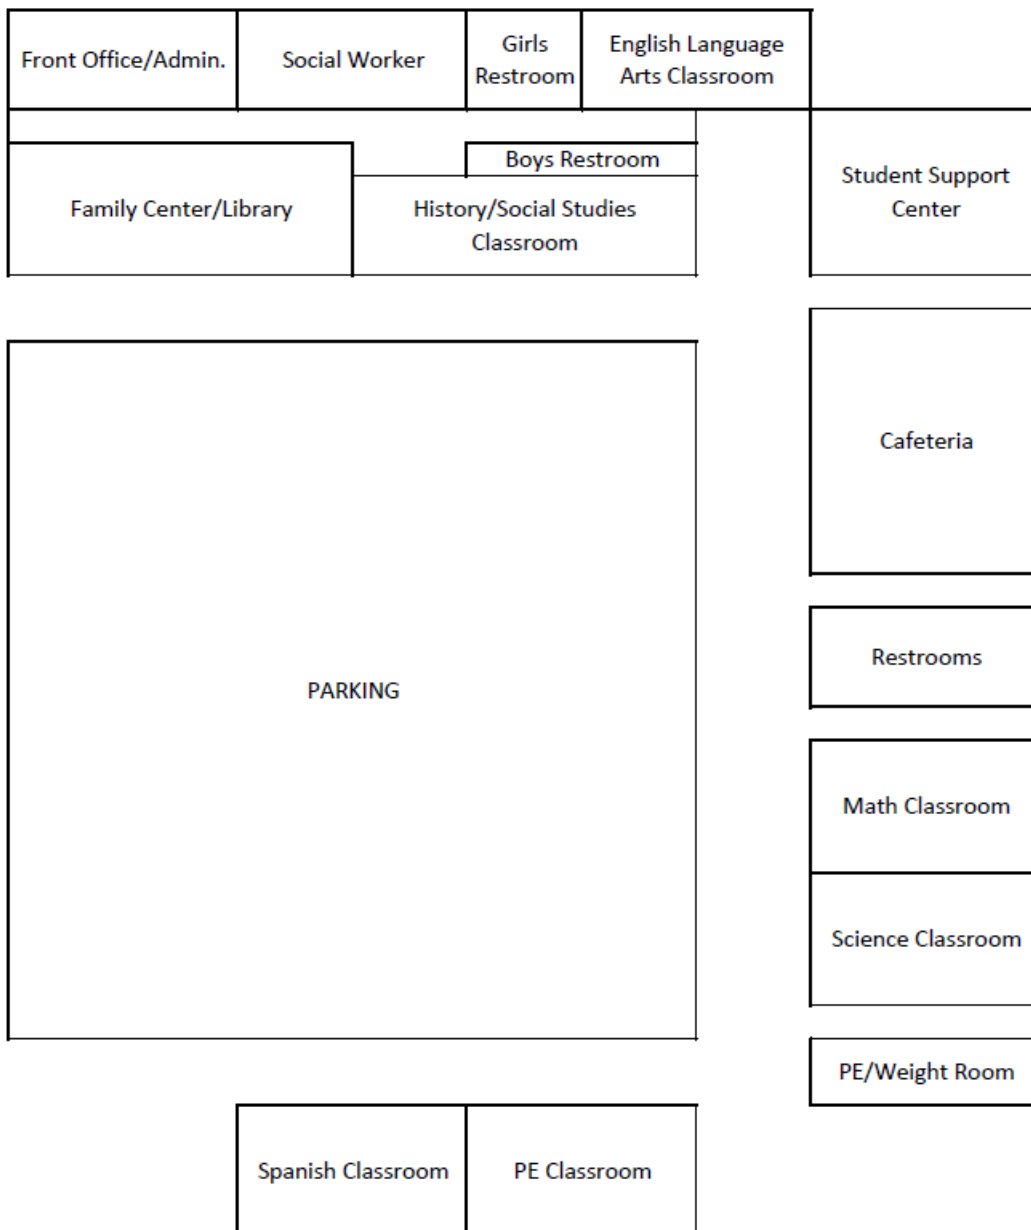 Front Office/Admin.
Social Worker
Girls
Restroom
English Language
Arts Classroom
Boys Restroom
Student Support
Center
Family Center/Library
History/Social Studies
Classroom
Cafeteria
Restrooms
PARKING
Math Classroom
Science Classroom
PE/Weight Room
Spanish Classroom
PE Classroom